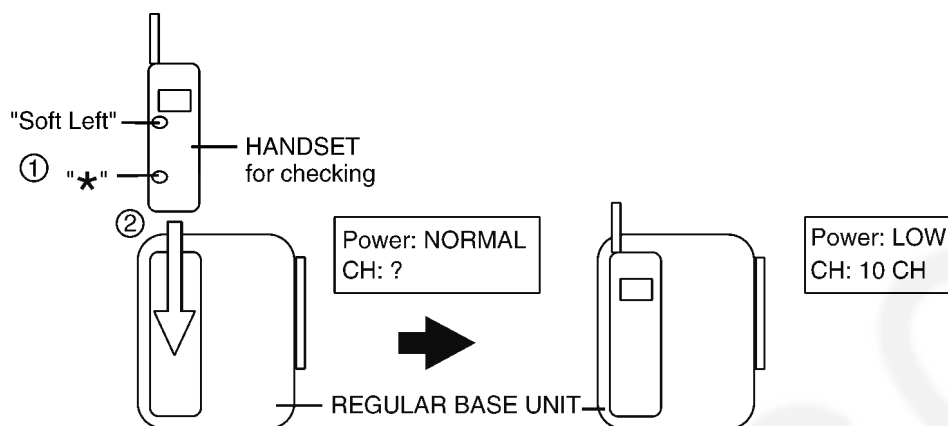 "Soft Left"
HANDSET
for checking
① "*"
②
Power: NORMAL
CH: ?
Power: LOW
CH: 10 CH
REGULAR BASE UNIT